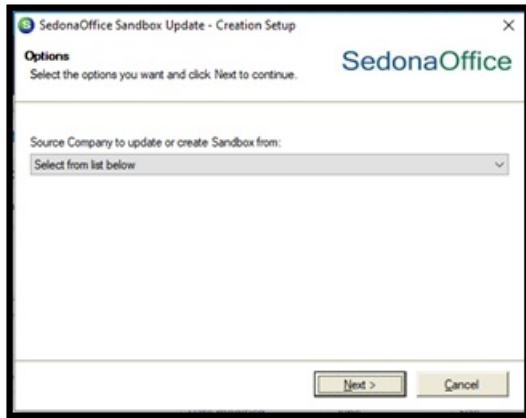 SedonaOffice Sandbox Update - Creation Setup
Options
Select the options you want and click Next to continue.
SedonaOffice
Source Company to update or create Sandbox from:
Select from list below
Next >
Cancel